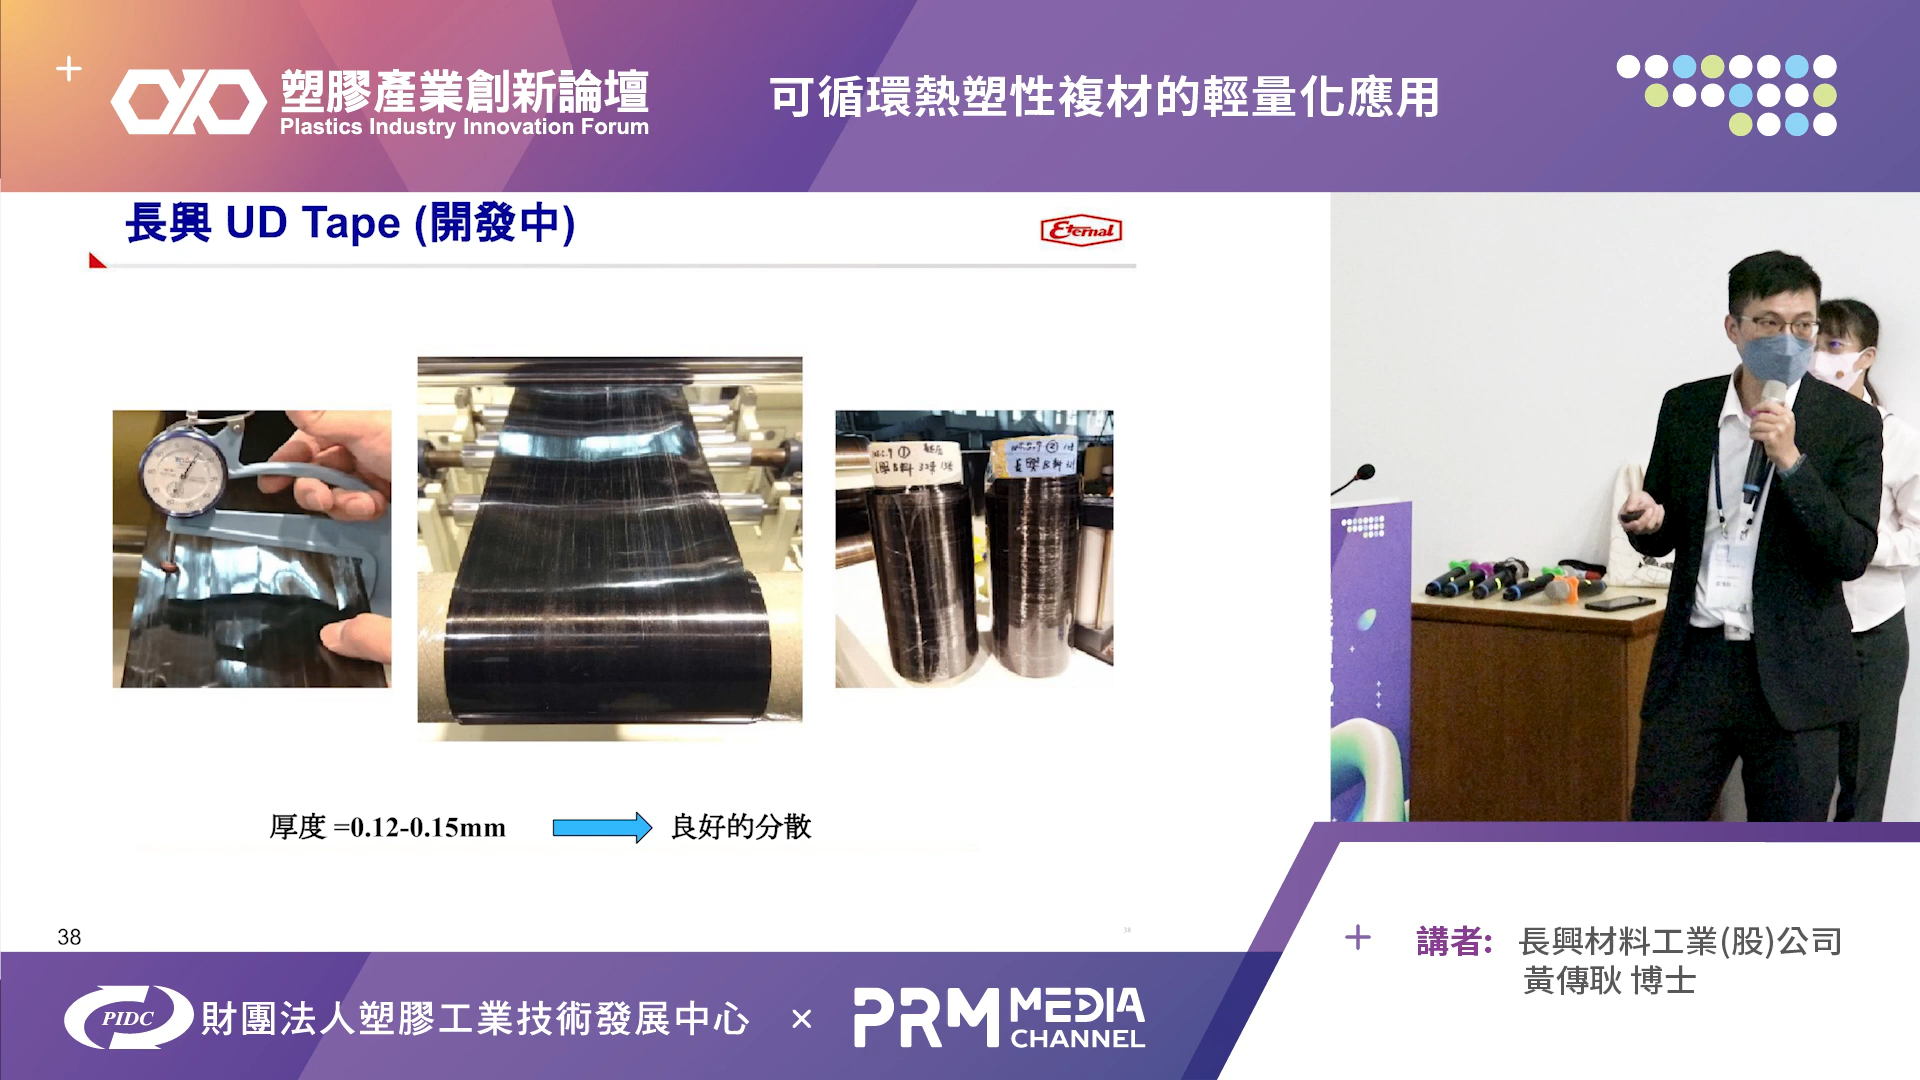 塑膠產業創新論壇
Plastics Industry Innovation Forum
可循環熱塑性複材的輕量化應用
長興 UD Tape (開發中)
Eternal
厚度 =0.12-0.15mm
良好的分散
38
38
講者: 長興材料工業(股)公司
黃傳耿 博士
PIDC
財團法人塑膠工業技術發展中心 × PRM MEDIA CHANNEL